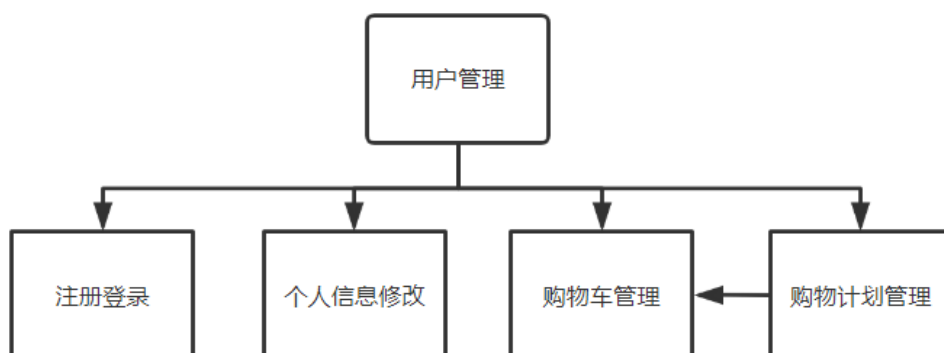 用户管理
注册登录
个人信息修改
购物车管理
购物计划管理